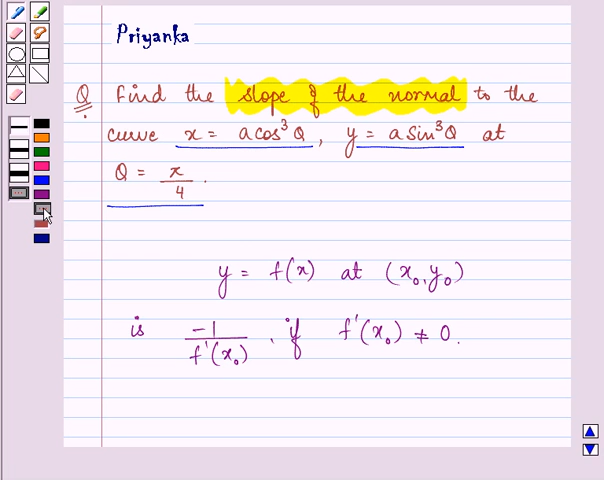 Priyanka
Q Find the slope of the normal to the
curve x = a cos³ Q, y = a Sin³ Q at
Q = π/4.
y = f(x) at (x₀, y₀)
is -1/f'(x₀), if f'(x₀) ≠ 0.